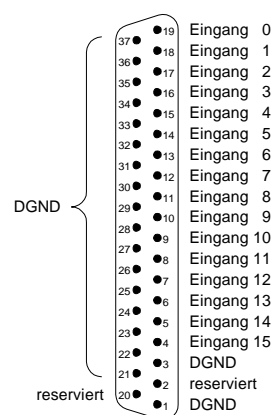 19 Eingang 0
37
18 Eingang 1
36
17 Eingang 2
35
16 Eingang 3
34
15 Eingang 4
33
14 Eingang 5
32
13 Eingang 6
31
12 Eingang 7
30
11 Eingang 8
DGND 29
10 Eingang 9
28
9 Eingang 10
27
8 Eingang 11
26
7 Eingang 12
25
6 Eingang 13
24
5 Eingang 14
23
4 Eingang 15
22
3 DGND
21
2 reserviert
reserviert 20
1 DGND